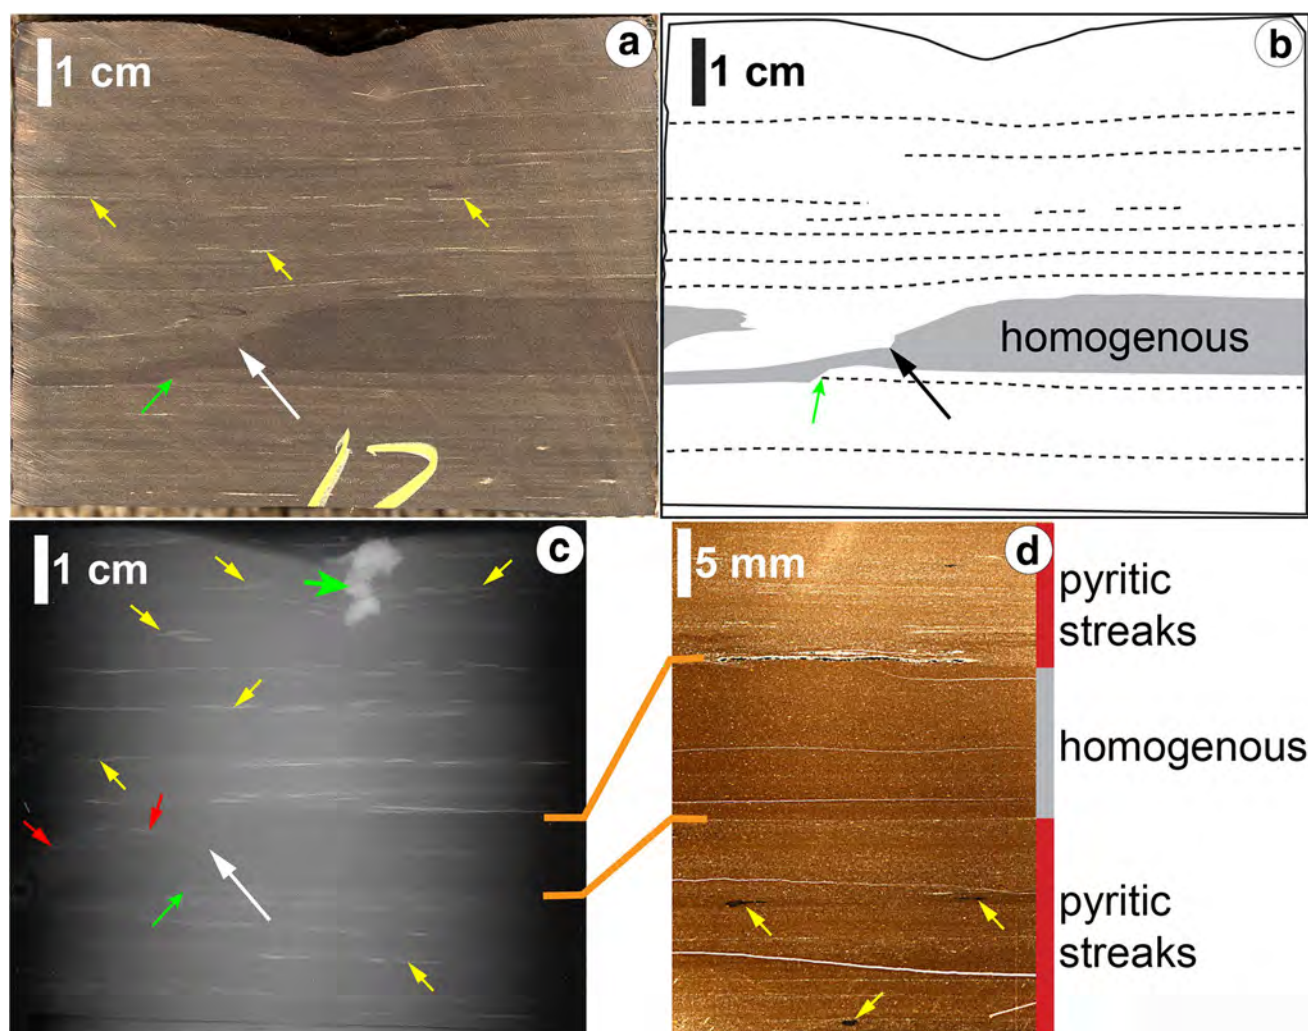 a
1 cm
b
1 cm
homogenous
17
c
1 cm
d
5 mm
pyritic
streaks
homogenous
pyritic
streaks